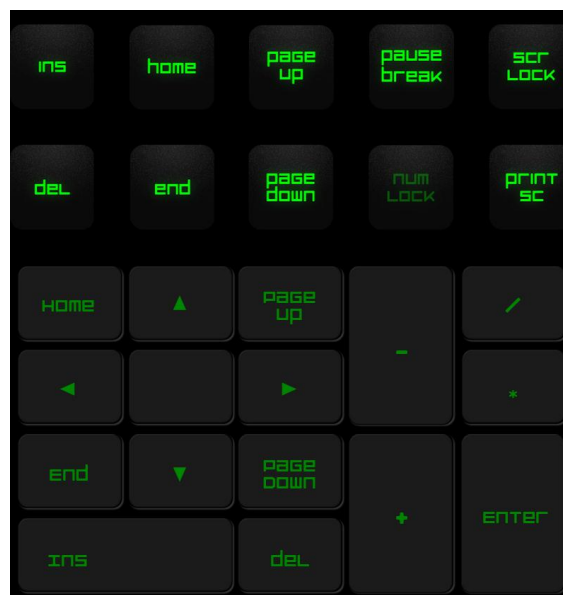 ins
home
page
up
pause
break
scr
Lock
del
end
page
down
num
Lock
print
sc
Home
▲
Page
up
-
/
◄
►
*
End
▼
Page
Down
+
Enter
Ins
del